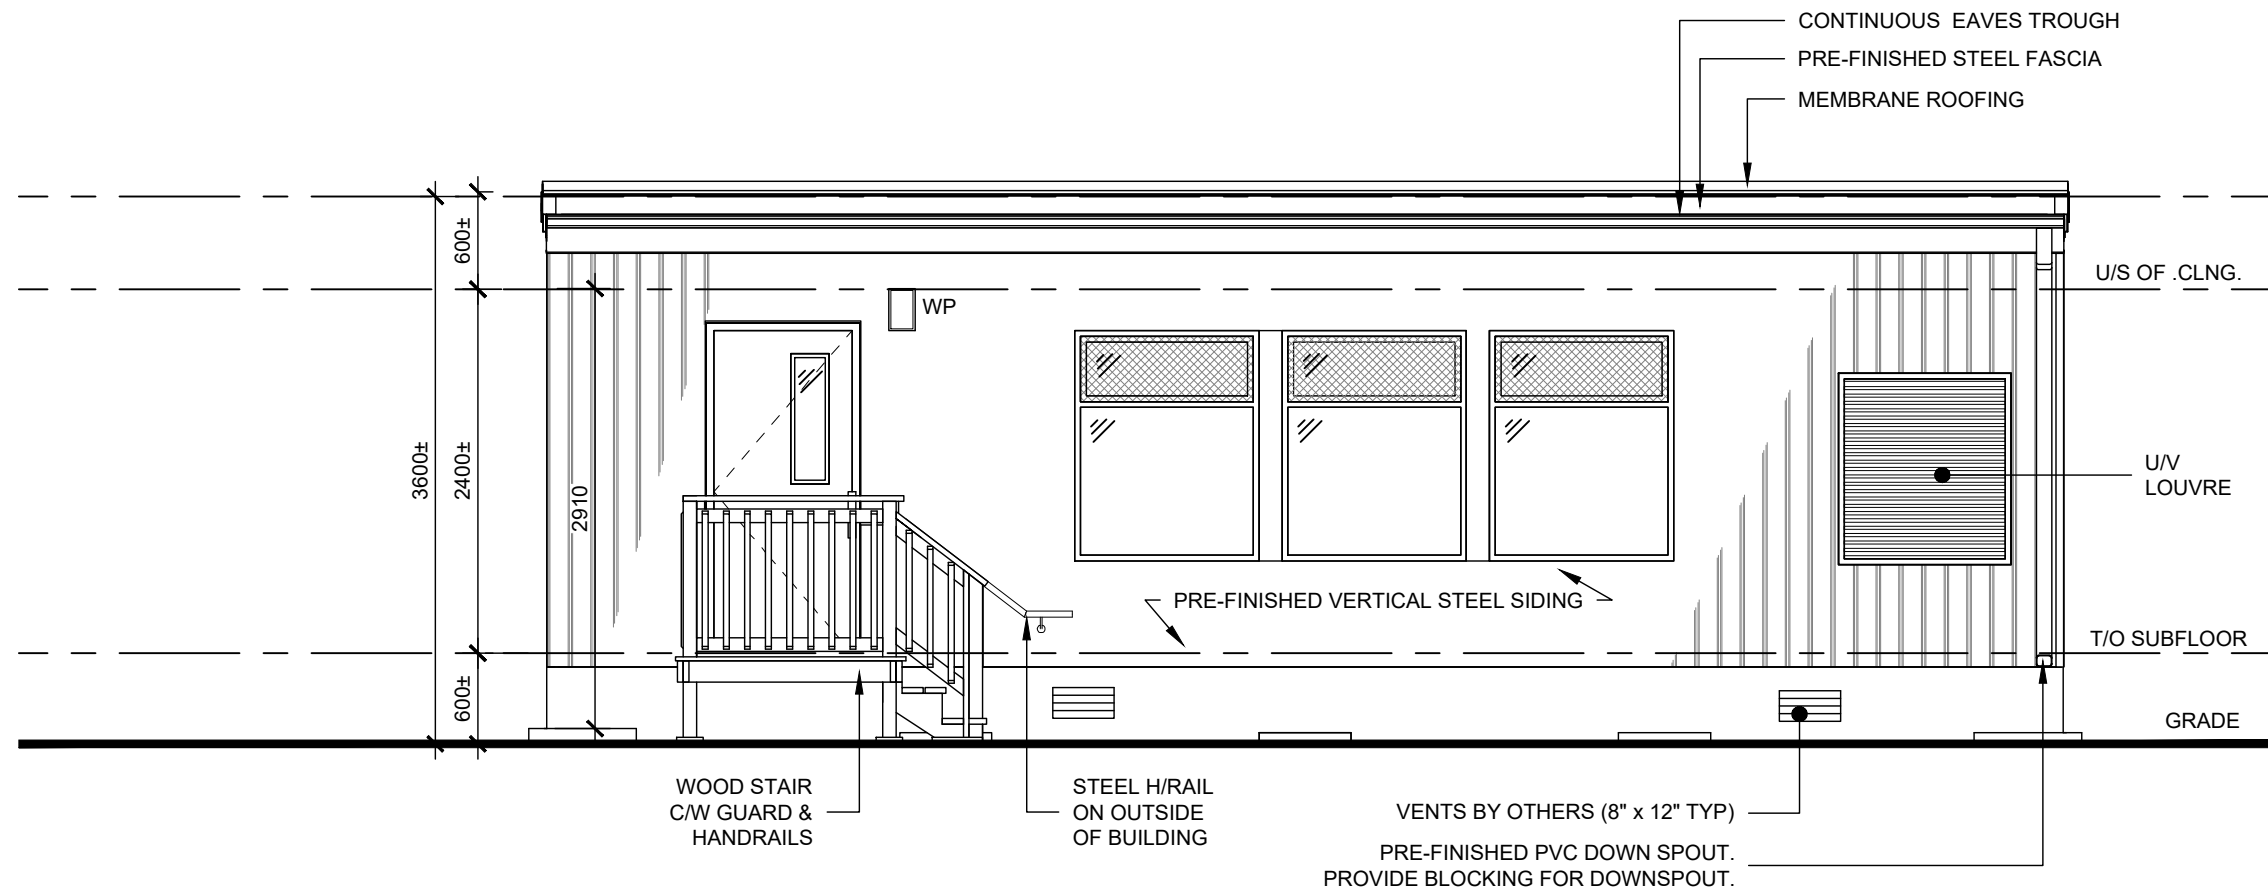 CONTINUOUS  EAVES TROUGH
PRE-FINISHED STEEL FASCIA
MEMBRANE ROOFING
600±
U/S OF .CLNG.
WP
3600±
2400±
2910
U/V
LOUVRE
PRE-FINISHED VERTICAL STEEL SIDING
T/O SUBFLOOR
600±
GRADE
WOOD STAIR
C/W GUARD &
HANDRAILS
STEEL H/RAIL
ON OUTSIDE
OF BUILDING
VENTS BY OTHERS (8" x 12" TYP)
PRE-FINISHED PVC DOWN SPOUT.
PROVIDE BLOCKING FOR DOWNSPOUT.